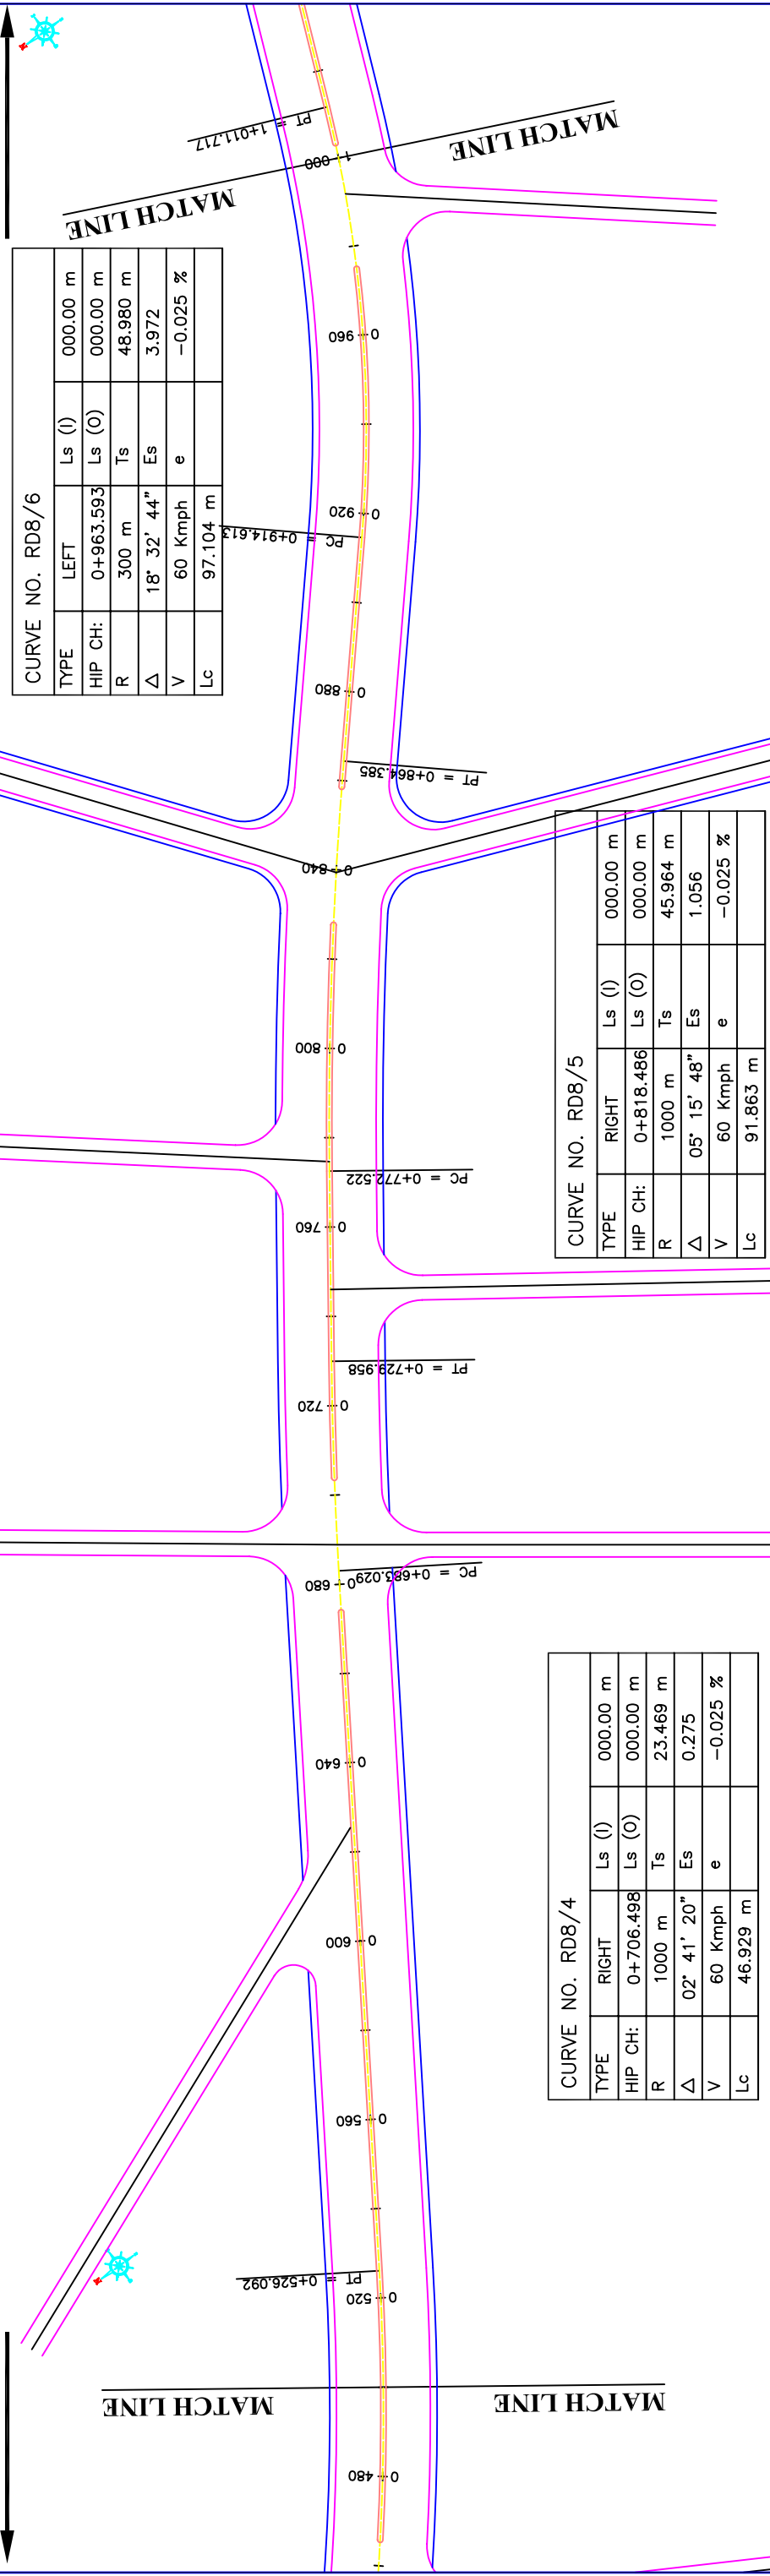 PT = 1+011.717
MATCH LINE
1 000
MATCH LINE
CURVE NO. RD8/6
TYPE LEFT Ls (I) 000.00 m
HIP CH: 0+963.593 Ls (O) 000.00 m
R 300 m Ts 48.980 m
Δ 18° 32' 44" Es 3.972
V 60 Kmph e -0.025 %
Lc 97.104 m
0 960
0 920
PC = 0+914.613
0 880
PT = 0+864.385
0 840
CURVE NO. RD8/5
TYPE RIGHT Ls (I) 000.00 m
HIP CH: 0+818.486 Ls (O) 000.00 m
R 1000 m Ts 45.964 m
Δ 05° 15' 48" Es 1.056
V 60 Kmph e -0.025 %
Lc 91.863 m
0 800
PC = 0+772.522
0 760
PT = 0+729.958
0 720
PC = 0+683.029
0 680
CURVE NO. RD8/4
TYPE RIGHT Ls (I) 000.00 m
HIP CH: 0+706.498 Ls (O) 000.00 m
R 1000 m Ts 23.469 m
Δ 02° 41' 20" Es 0.275
V 60 Kmph e -0.025 %
Lc 46.929 m
0 640
0 600
0 560
PT = 0+526.092
0 520
MATCH LINE
MATCH LINE
0 480